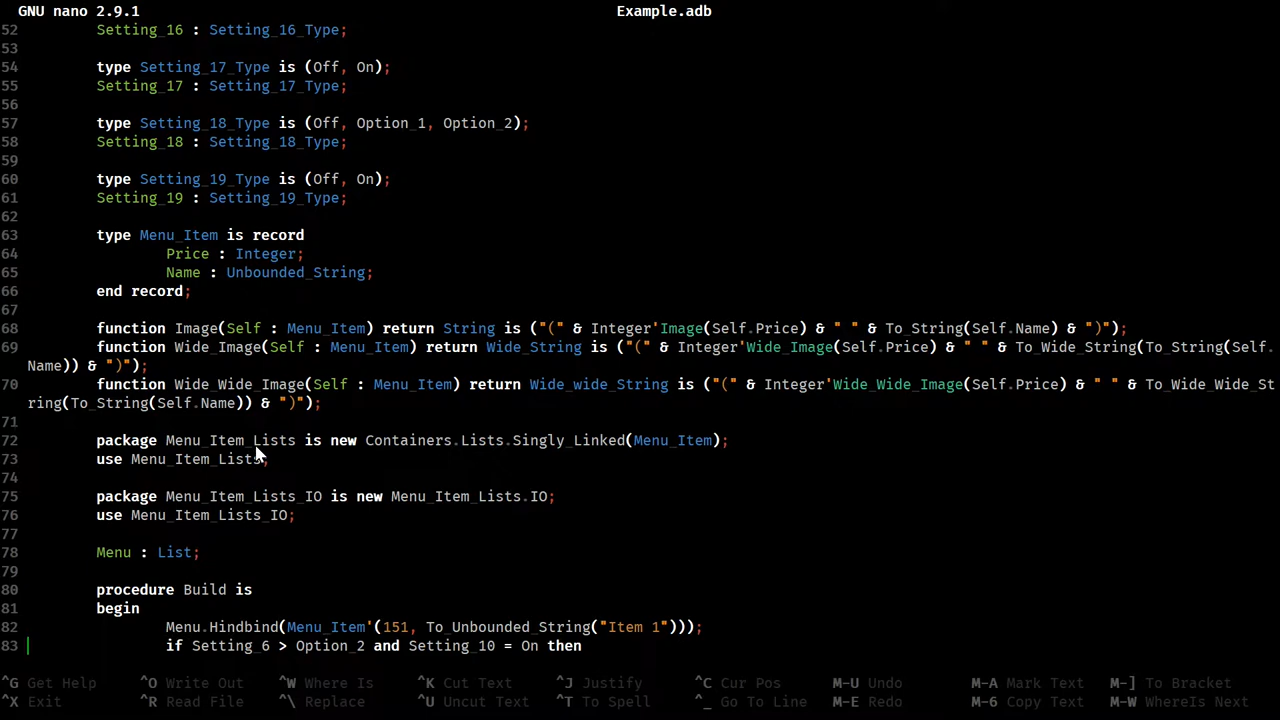 GNU nano 2.9.1 Example.adb
52 Setting_16 : Setting_16_Type;
53
54 type Setting_17_Type is (Off, On);
55 Setting_17 : Setting_17_Type;
56
57 type Setting_18_Type is (Off, Option_1, Option_2);
58 Setting_18 : Setting_18_Type;
59
60 type Setting_19_Type is (Off, On);
61 Setting_19 : Setting_19_Type;
62
63 type Menu_Item is record
64 Price : Integer;
65 Name : Unbounded_String;
66 end record;
67
68 function Image(Self : Menu_Item) return String is ("(" & Integer'Image(Self.Price) & " " & To_String(Self.Name) & ")");
69 function Wide_Image(Self : Menu_Item) return Wide_String is ("(" & Integer'Wide_Image(Self.Price) & " " & To_Wide_String(To_String(Self.
Name)) & ")");
70 function Wide_Wide_Image(Self : Menu_Item) return Wide_wide_String is ("(" & Integer'Wide_Wide_Image(Self.Price) & " " & To_Wide_Wide_St
ring(To_String(Self.Name)) & ")");
71
72 package Menu_Item_Lists is new Containers.Lists.Singly_Linked(Menu_Item);
73 use Menu_Item_Lists;
74
75 package Menu_Item_Lists_IO is new Menu_Item_Lists.IO;
76 use Menu_Item_Lists_IO;
77
78 Menu : List;
79
80 procedure Build is
81 begin
82 Menu.Hindbind(Menu_Item'(151, To_Unbounded_String("Item 1")));
83 if Setting_6 > Option_2 and Setting_10 = On then
^G Get Help ^O Write Out ^W Where Is ^K Cut Text ^J Justify ^C Cur Pos M-U Undo M-A Mark Text M-] To Bracket
^X Exit ^R Read File ^\ Replace ^U Uncut Text ^T To Spell ^_ Go To Line M-E Redo M-6 Copy Text M-W WhereIs Next